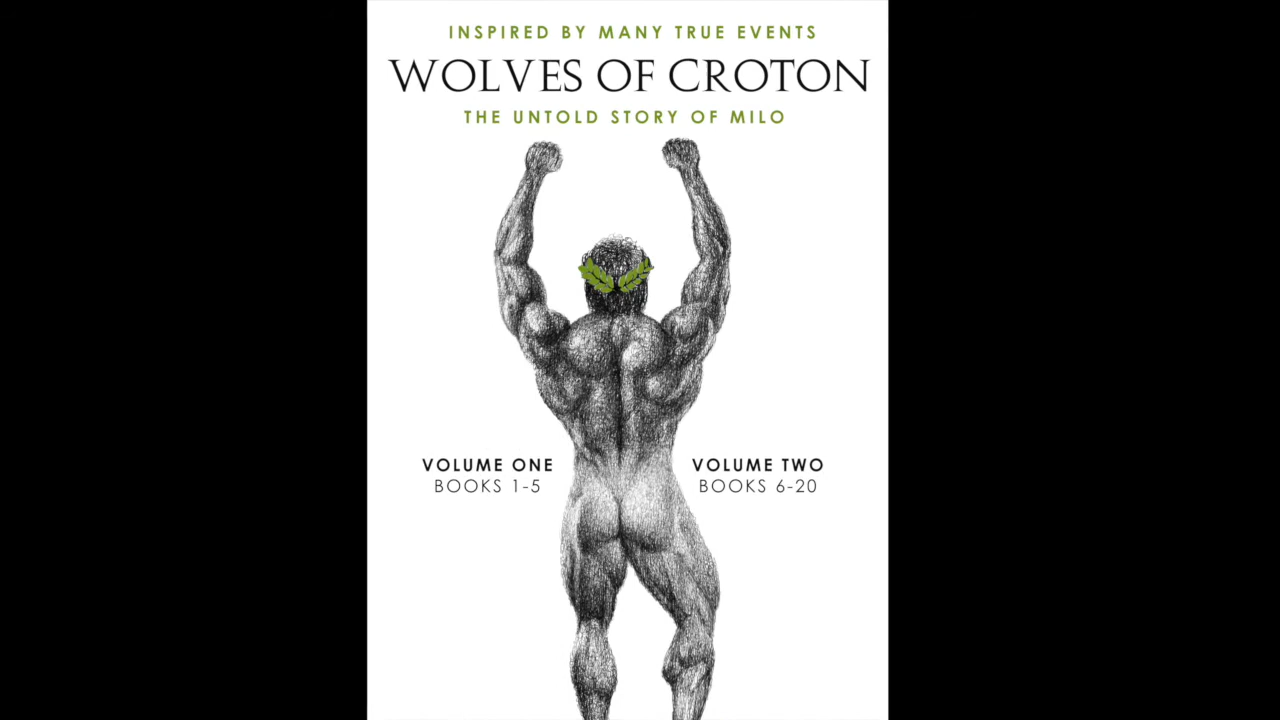 INSPIRED BY MANY TRUE EVENTS
WOLVES OF CROTON
THE UNTOLD STORY OF MILO
VOLUME ONE
BOOKS 1-5
VOLUME TWO
BOOKS 6-20